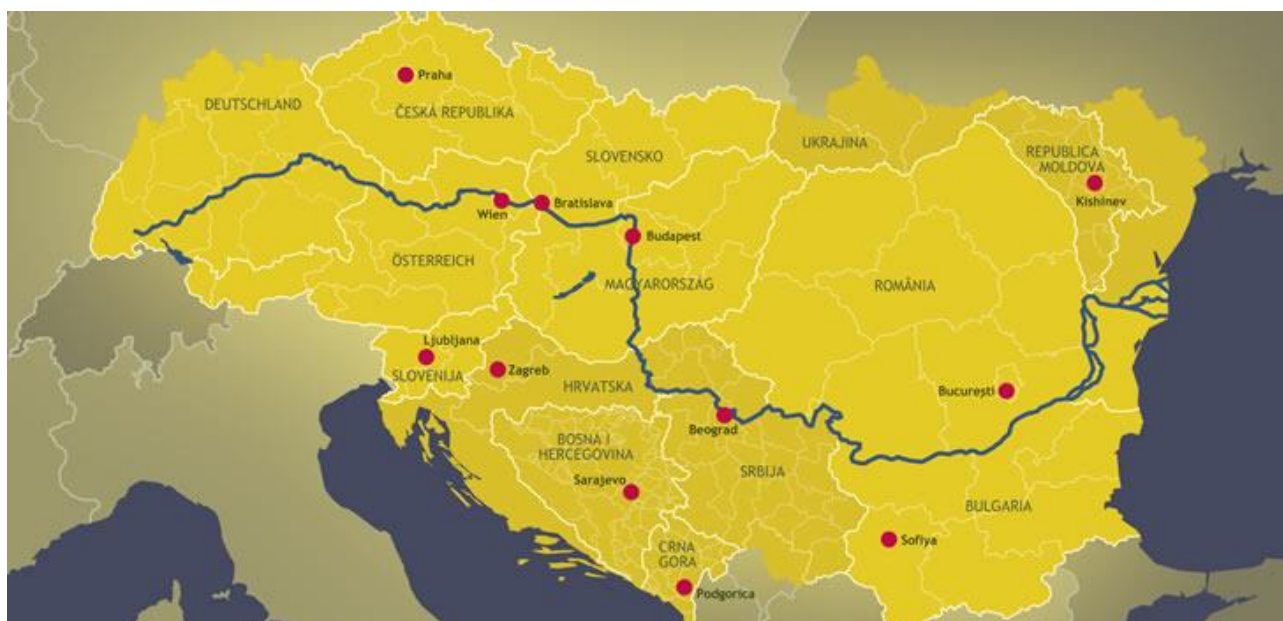 Praha
DEUTSCHLAND
ČESKÁ REPUBLIKA
UKRAJINA
SLOVENSKO
REPUBLICA
MOLDOVA
Kishinev
Wien
Bratislava
Budapest
ÖSTERREICH
MAGYARORSZÁG
ROMÂNIA
Ljubljana
SLOVENIJA
Zagreb
HRVATSKA
București
Beograd
BOSNA I
HERCEGOVINA
SRBIJA
Sarajevo
BULGARIA
Sofiya
CRNA
GORA
Podgorica